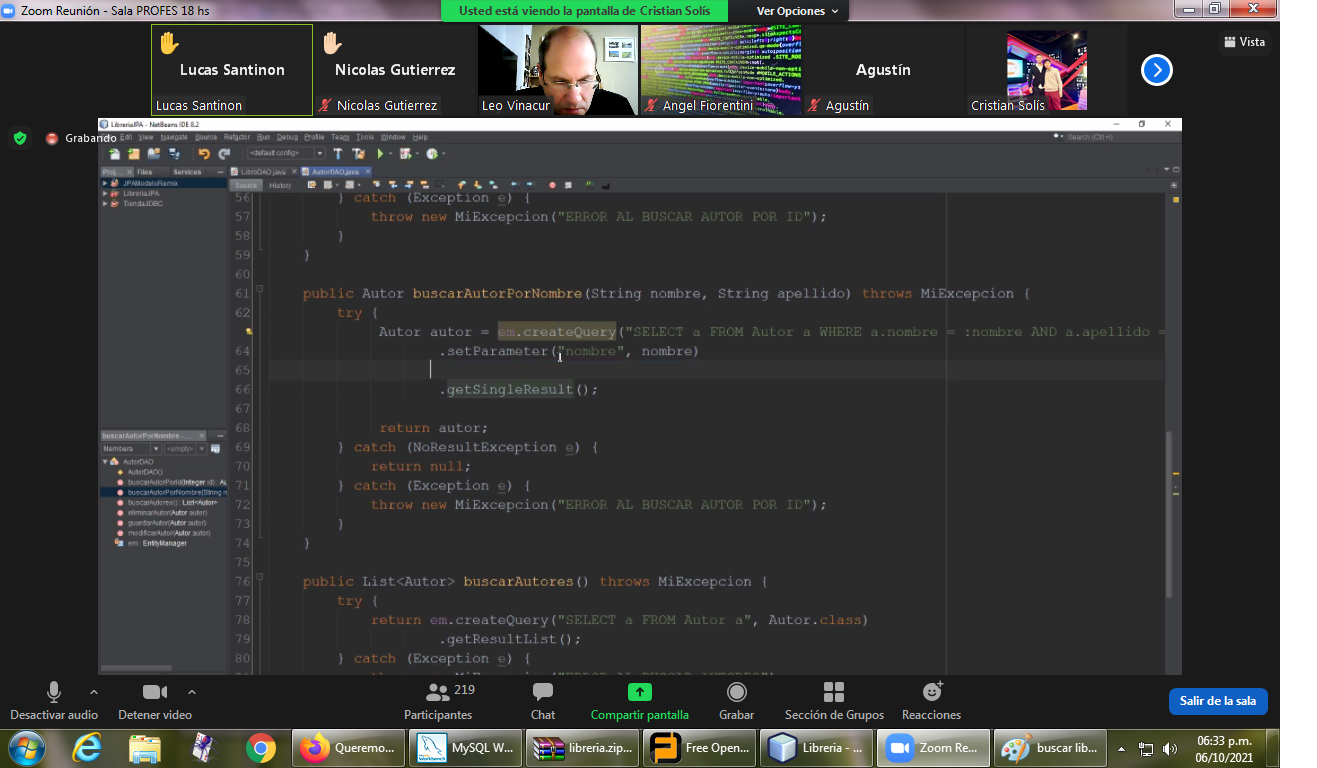 Zoom Reunión - Sala PROFES 18 hs
Usted está viendo la pantalla de Cristian Solís
Ver Opciones
Lucas Santinon
Lucas Santinon
Nicolas Gutierrez
Nicolas Gutierrez
Leo Vinacur
Angel Fiorentini
Agustín
Agustín
Cristian Solís
Vista
Grabando
LibreriaJPA - NetBeans IDE 8.2
Edit View Navigate Source Refactor Run Debug Profile Team Tools Window Help
Search (Ctrl+I)
<default config>
Proj... Files Services
LibroDAO.java AutorDAO.java
Source History
JPAModeloRamix
LibreriaJPA
TiendaJDBC
56 } catch (Exception e) {
57 throw new MiExcepcion("ERROR AL BUSCAR AUTOR POR ID");
58 }
59 }
60
61 public Autor buscarAutorPorNombre(String nombre, String apellido) throws MiExcepcion {
62 try {
Autor autor = em.createQuery("SELECT a FROM Autor a WHERE a.nombre = :nombre AND a.apellido =
64 .setParameter("nombre", nombre)
65
66 .getSingleResult();
67
68 return autor;
69 } catch (NoResultException e) {
70 return null;
71 } catch (Exception e) {
72 throw new MiExcepcion("ERROR AL BUSCAR AUTOR POR ID");
73 }
74 }
75
76 public List<Autor> buscarAutores() throws MiExcepcion {
77 try {
78 return em.createQuery("SELECT a FROM Autor a", Autor.class)
79 .getResultList();
80 } catch (Exception e) {
buscarAutorPorNombre -...
Members <empty>
AutorDAO
AutorDAO()
buscarAutorPorId(Integer id) : Au
buscarAutorPorNombre(String n
buscarAutores() : List<Autor>
eliminarAutor(Autor autor)
guardarAutor(Autor autor)
modificarAutor(Autor autor)
em : EntityManager
Desactivar audio
Detener video
219
Participantes
Chat
Compartir pantalla
Grabar
Sección de Grupos
Reacciones
Salir de la sala
Queremo...
MySQL W...
libreria.zip...
Free Open...
Libreria - ...
Zoom Re...
buscar lib...
06:33 p.m.
06/10/2021